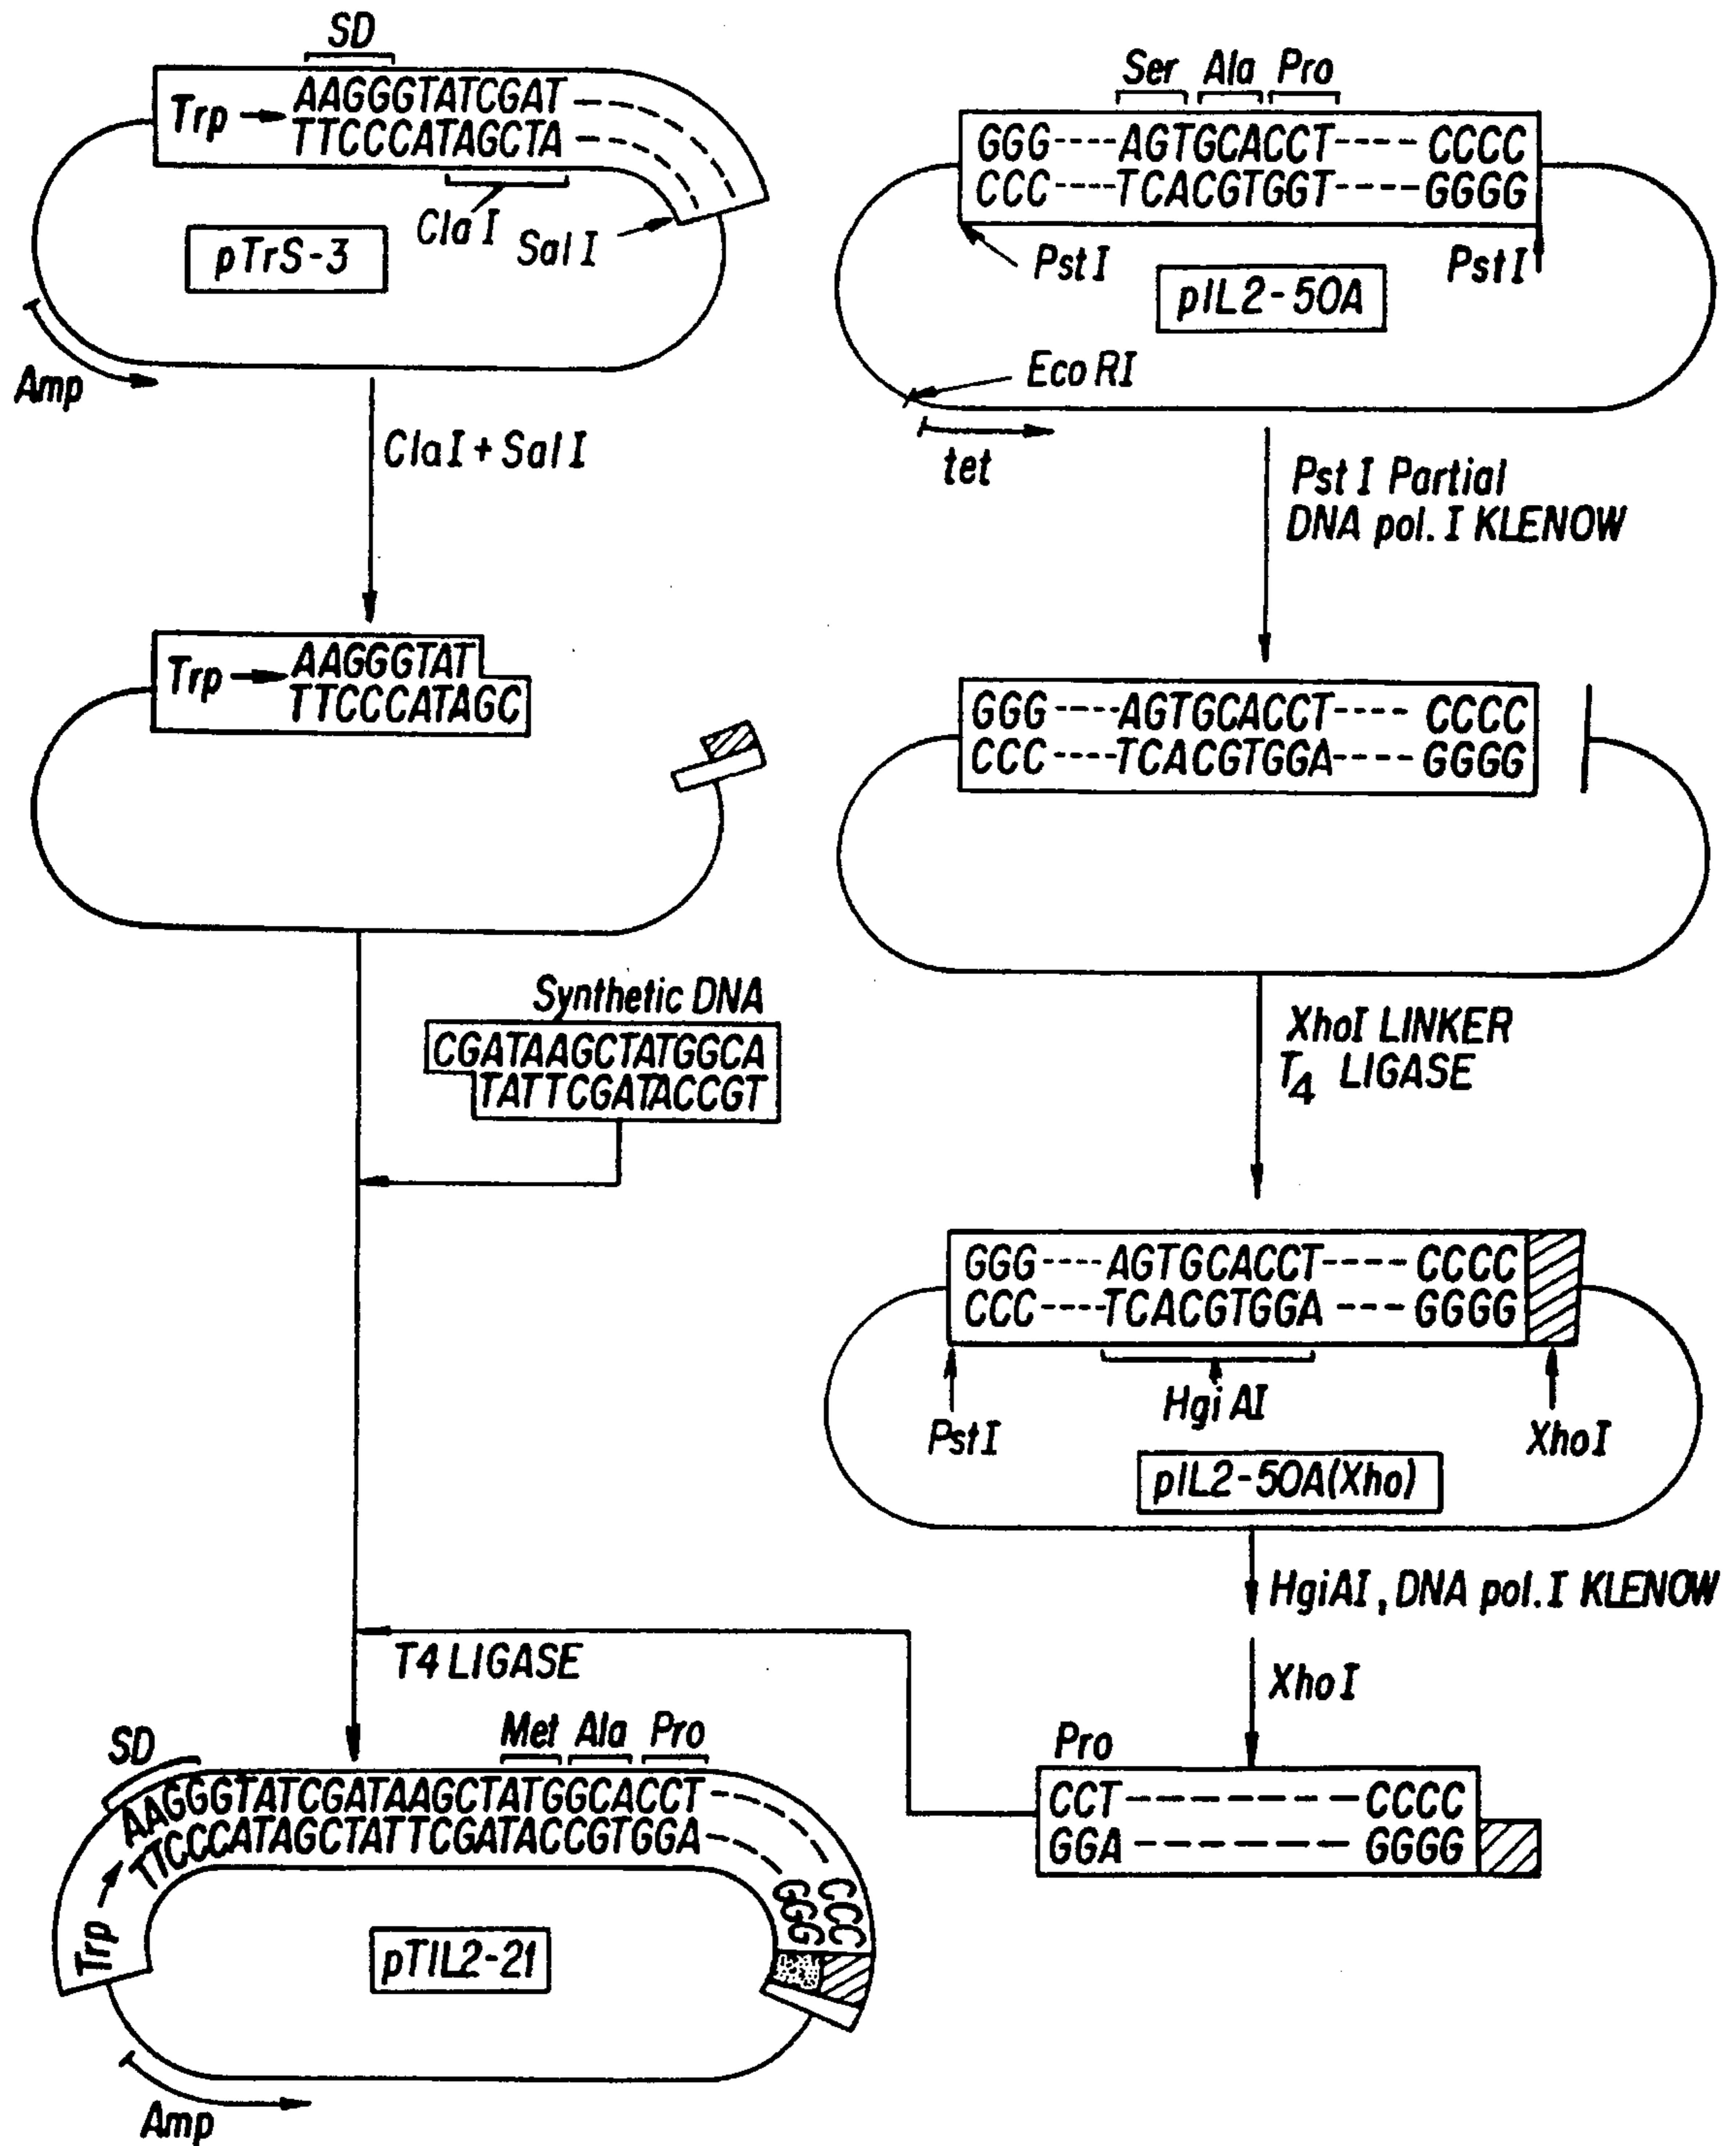 SD
Trp → AAGGGTATCGAT
TTCCCATAGCTA
ClaI
SalI
pTrS-3
Amp
ClaI + SalI
Trp → AAGGGTAT
TTCCCATAGC
Synthetic DNA
CGATAAGCTATGGCA
TATTCGATACCGT
T4 LIGASE
SD
Met Ala Pro
AAGGGTATCGATAAGCTATGGCACCT
TTCCCATAGCTATTCGATACCGTGGA
CCC
GGG
Trp →
pTIL2-21
Amp
Ser Ala Pro
GGG----AGTGCACCT----CCCC
CCC----TCACGTGGT----GGGG
PstI
PstI
pIL2-50A
Eco RI
tet
Pst I Partial
DNA pol. I KLENOW
GGG----AGTGCACCT----CCCC
CCC----TCACGTGGA----GGGG
XhoI LINKER
T4 LIGASE
GGG----AGTGCACCT----CCCC
CCC----TCACGTGGA---GGGG
HgiAI
PstI
XhoI
pIL2-50A(Xho)
HgiAI, DNA pol. I KLENOW
XhoI
Pro
CCT--------CCCC
GGA--------GGGG